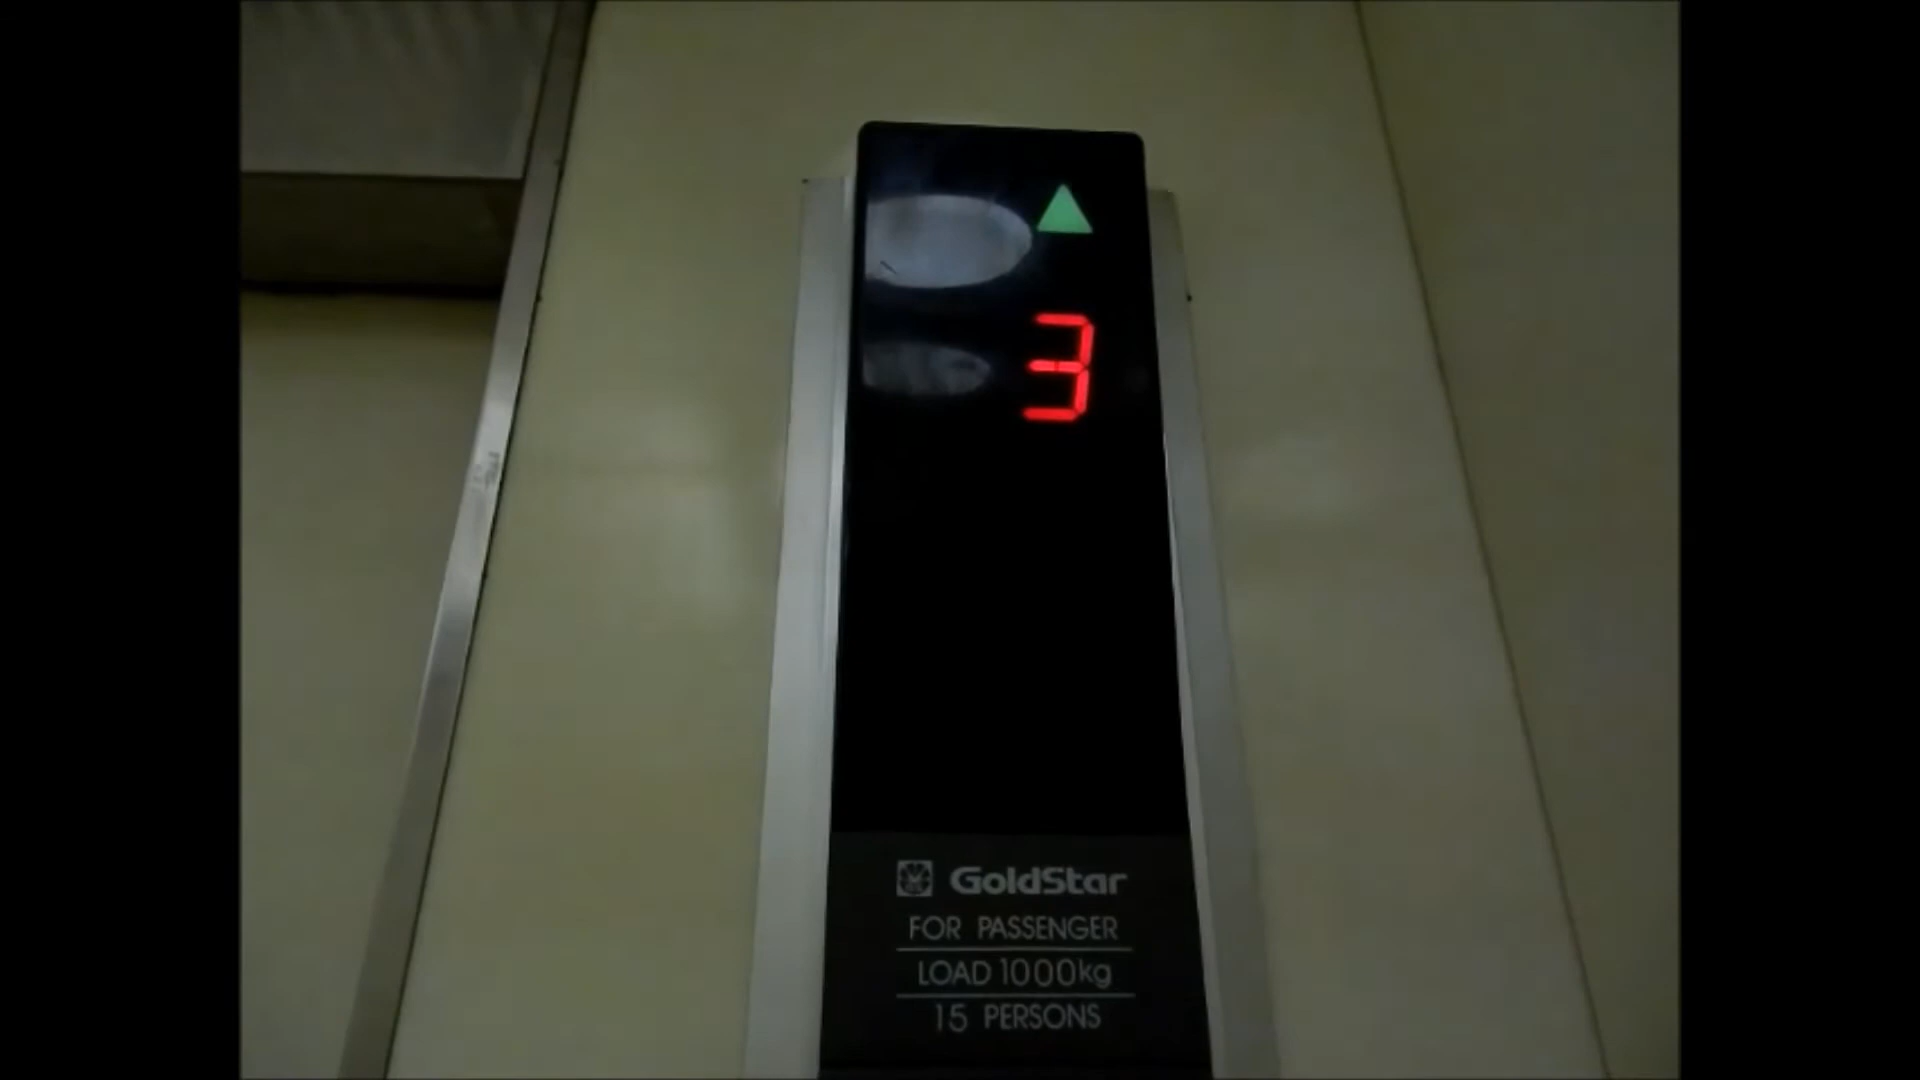 3
GoldStar
FOR PASSENGER
LOAD 1000kg
15 PERSONS